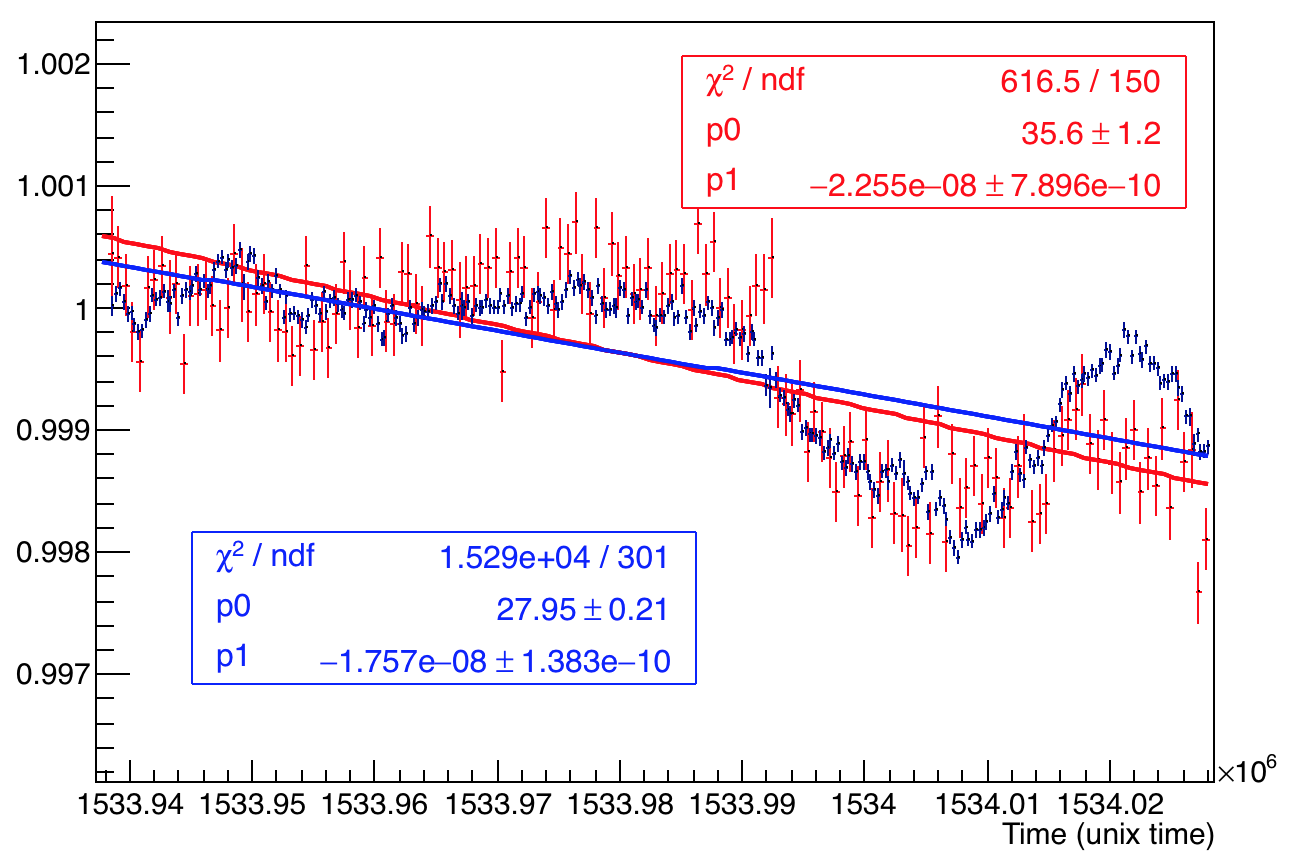 1.002
1.001
1
0.999
0.998
0.997
χ² / ndf 616.5 / 150
p0 35.6 ± 1.2
p1 −2.255e−08 ± 7.896e−10
χ² / ndf 1.529e+04 / 301
p0 27.95 ± 0.21
p1 −1.757e−08 ± 1.383e−10
×10⁶
1533.94 1533.95 1533.96 1533.97 1533.98 1533.99 1534 1534.01 1534.02
Time (unix time)